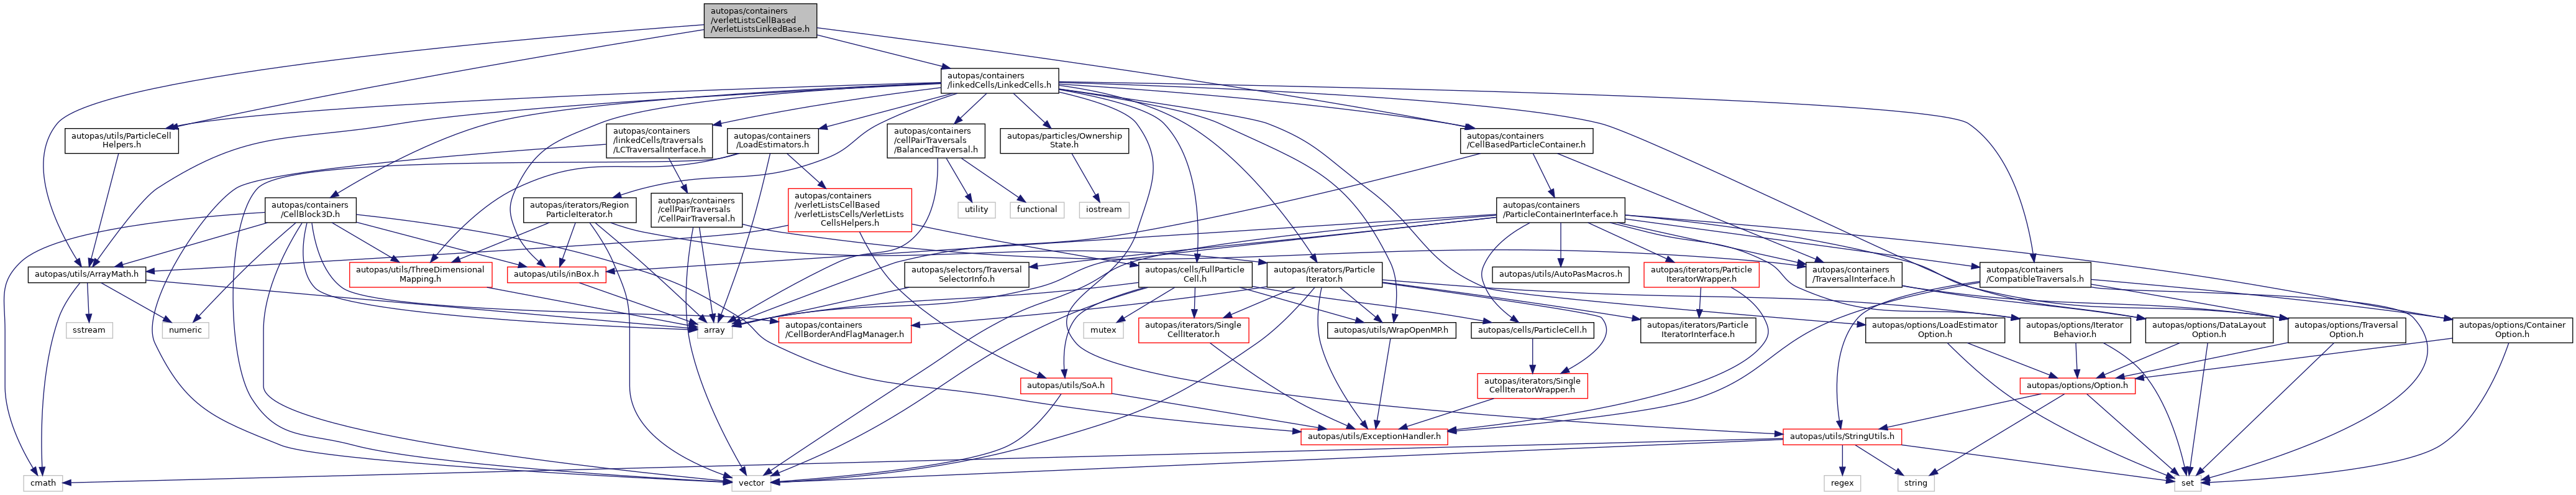 autopas/containers
/verletListsCellBased
/VerletListsLinkedBase.h
autopas/containers
/linkedCells/LinkedCells.h
autopas/utils/ParticleCell
Helpers.h
autopas/containers
/linkedCells/traversals
/LCTraversalInterface.h
autopas/containers
/LoadEstimators.h
autopas/containers
/cellPairTraversals
/BalancedTraversal.h
autopas/particles/Ownership
State.h
autopas/containers
/CellBasedParticleContainer.h
autopas/containers
/CellBlock3D.h
autopas/iterators/Region
ParticleIterator.h
autopas/containers
/cellPairTraversals
/CellPairTraversal.h
autopas/containers
/verletListsCellBased
/verletListsCells/VerletLists
CellsHelpers.h
utility
functional
iostream
autopas/containers
/ParticleContainerInterface.h
autopas/utils/ArrayMath.h
autopas/utils/ThreeDimensional
Mapping.h
autopas/utils/inBox.h
autopas/selectors/Traversal
SelectorInfo.h
autopas/cells/FullParticle
Cell.h
autopas/iterators/Particle
Iterator.h
autopas/utils/AutoPasMacros.h
autopas/iterators/Particle
IteratorWrapper.h
autopas/containers
/TraversalInterface.h
autopas/containers
/CompatibleTraversals.h
sstream
numeric
array
autopas/containers
/CellBorderAndFlagManager.h
mutex
autopas/iterators/Single
CellIterator.h
autopas/utils/WrapOpenMP.h
autopas/cells/ParticleCell.h
autopas/iterators/Particle
IteratorInterface.h
autopas/options/LoadEstimator
Option.h
autopas/options/Iterator
Behavior.h
autopas/options/DataLayout
Option.h
autopas/options/Traversal
Option.h
autopas/options/Container
Option.h
autopas/utils/SoA.h
autopas/iterators/Single
CellIteratorWrapper.h
autopas/options/Option.h
autopas/utils/ExceptionHandler.h
autopas/utils/StringUtils.h
cmath
vector
regex
string
set